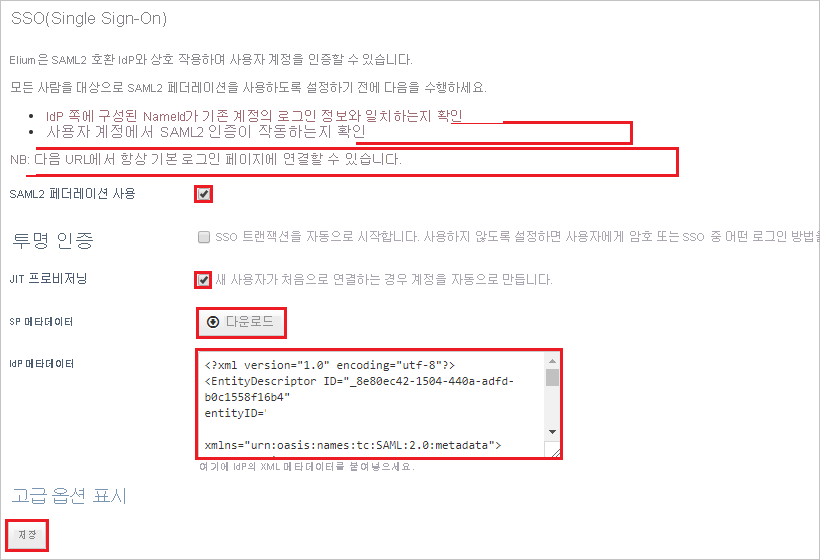 SSO(Single Sign-On)
Elium은 SAML2 호환 IdP와 상호 작용하여 사용자 계정을 인증할 수 있습니다.
모든 사람을 대상으로 SAML2 페더레이션을 사용하도록 설정하기 전에 다음을 수행하세요.
• IdP 쪽에 구성된 NameId가 기존 계정의 로그인 정보와 일치하는지 확인
• 사용자 계정에서 SAML2 인증이 작동하는지 확인
NB: 다음 URL에서 항상 기본 로그인 페이지에 연결할 수 있습니다.
SAML2 페더레이션 사용
투명 인증
SSO 트랜잭션을 자동으로 시작합니다. 사용하지 않도록 설정하면 사용자에게 암호 또는 SSO 중 어떤 로그인 방법을
JIT 프로비저닝
새 사용자가 처음으로 연결하는 경우 계정을 자동으로 만듭니다.
SP 메타데이터
다운로드
IdP 메타데이터
<?xml version="1.0" encoding="utf-8"?>
<EntityDescriptor ID="_8e80ec42-1504-440a-adfd-
b0c1558f16b4"
entityID='
xmlns="urn:oasis:names:tc:SAML:2.0:metadata">
여기에 IdP의 XML 메타데이터를 붙여넣으세요.
고급 옵션 표시
저장